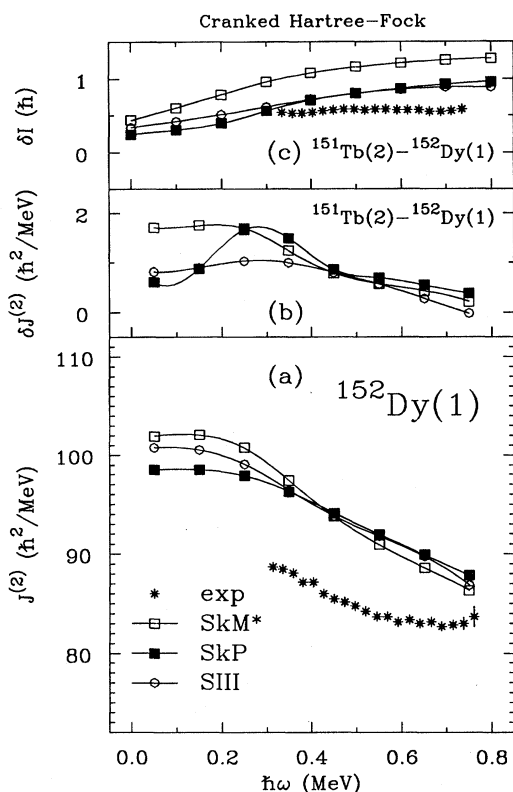 Cranked Hartree-Fock
δI (ħ)
1
0
(c) ¹⁵¹Tb(2)−¹⁵²Dy(1)
δJ⁽²⁾ (ħ²/MeV)
2
0
¹⁵¹Tb(2)−¹⁵²Dy(1)
(b)
J⁽²⁾ (ħ²/MeV)
110
100
90
80
(a)
¹⁵²Dy(1)
exp
SkM*
SkP
SIII
0.0 0.2 0.4 0.6 0.8
ħω (MeV)